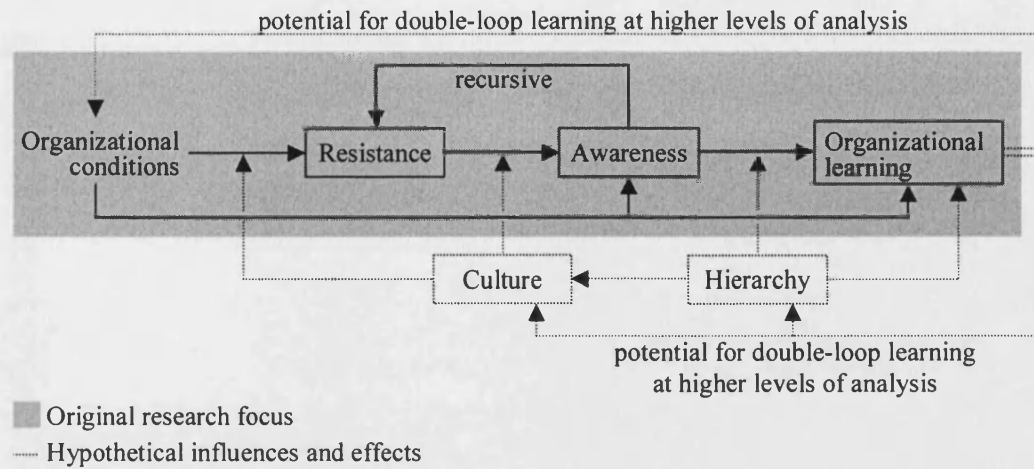 potential for double-loop learning at higher levels of analysis
recursive
Organizational
conditions
Resistance
Awareness
Organizational
learning
Culture
Hierarchy
potential for double-loop learning
at higher levels of analysis
Original research focus
Hypothetical influences and effects